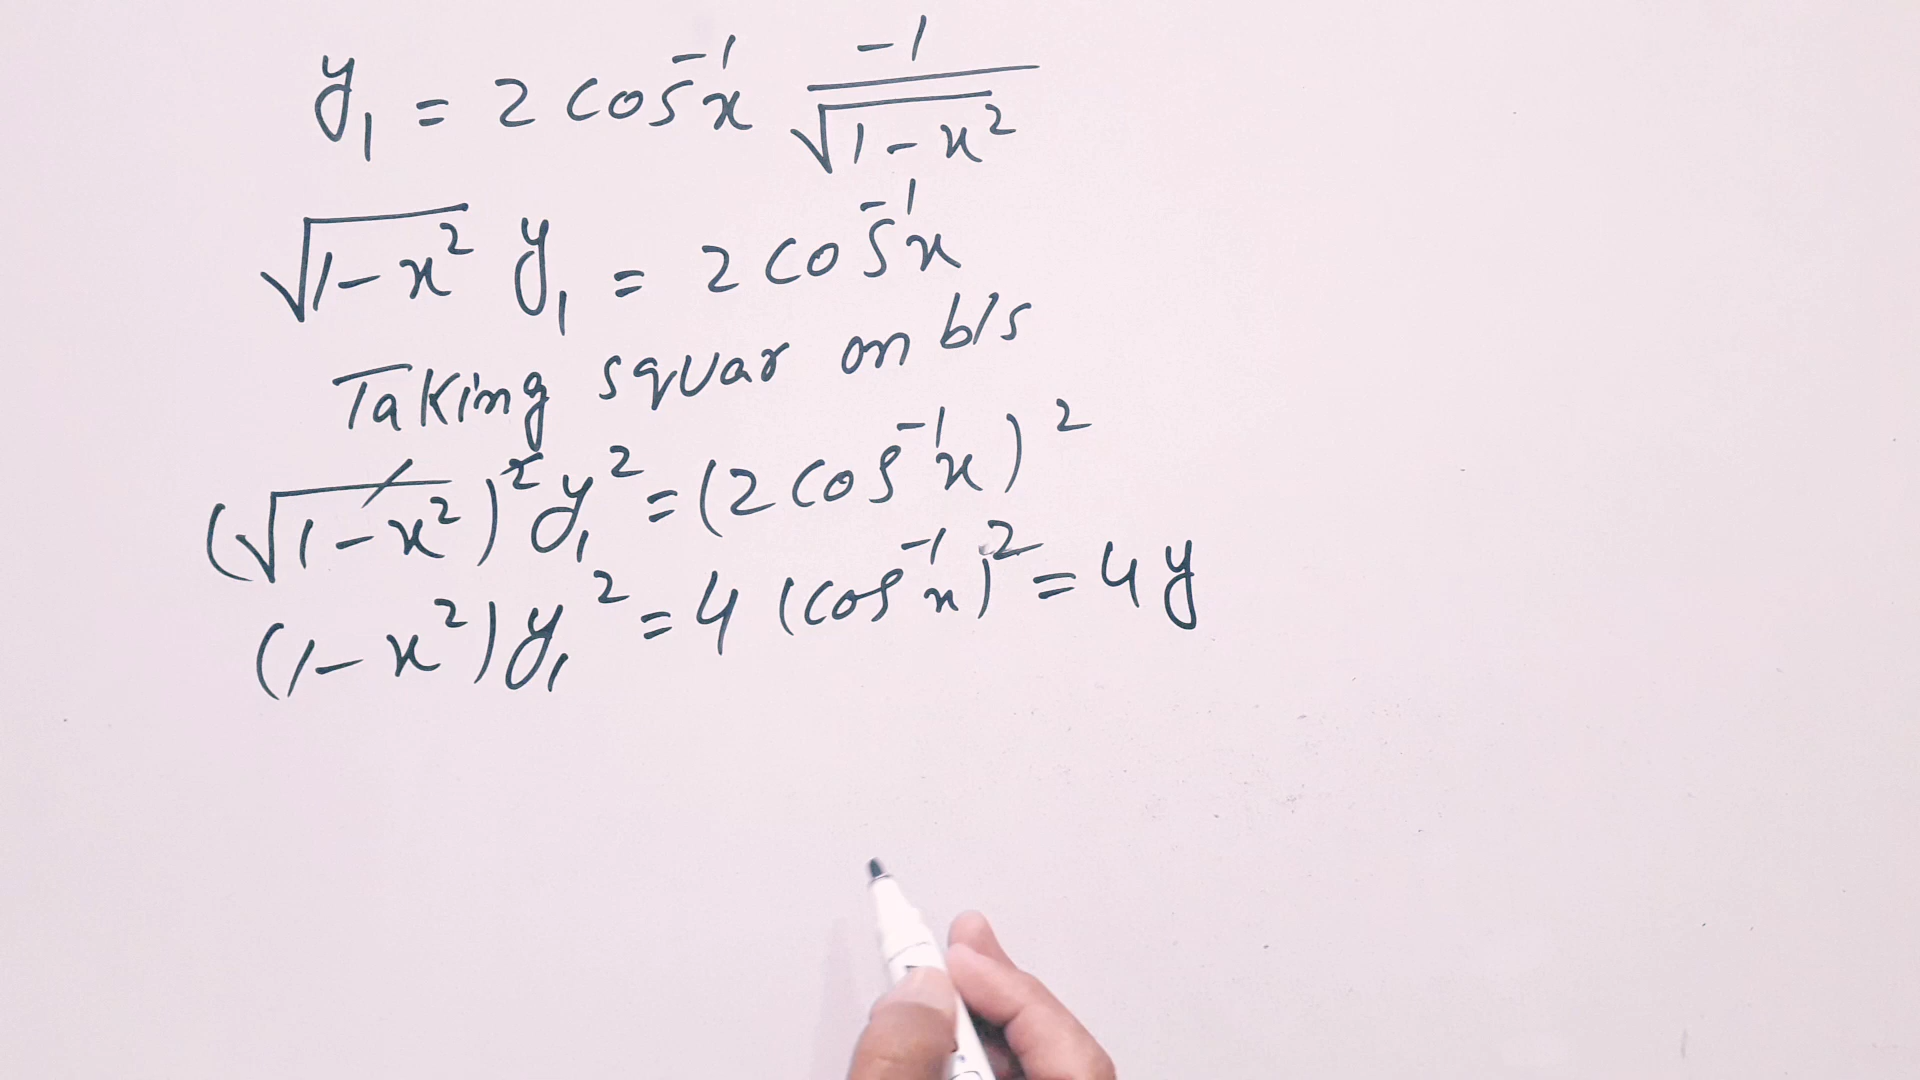 y₁ = 2 cos⁻¹x -1/√(1-x²)
√(1-x²) y₁ = 2 cos⁻¹x
Taking squar on b/s
(√(1-x²))² y₁² = (2 cos⁻¹x)²
(1-x²) y₁² = 4 (cos⁻¹x)² = 4y